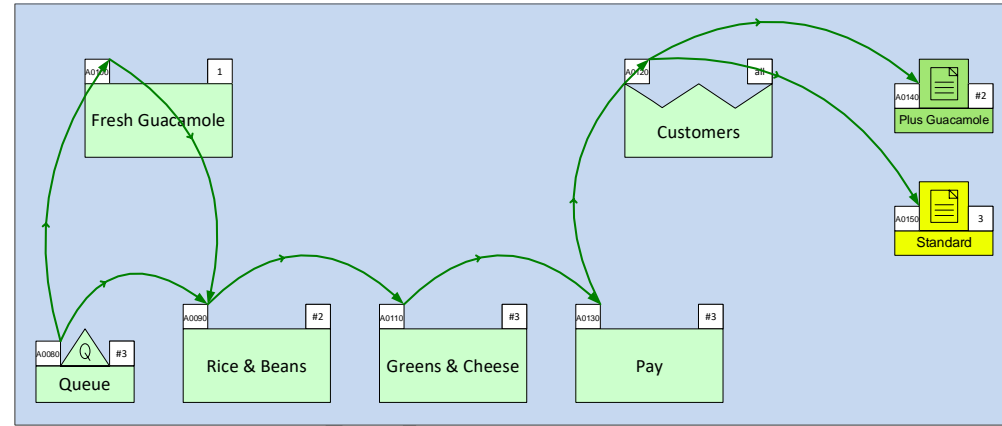 A0100
1
Fresh Guacamole
A0120
all
Customers
A0140
#2
Plus Guacamole
A0150
3
Standard
A0080
Q
#3
Queue
A0090
#2
Rice & Beans
A0110
#3
Greens & Cheese
A0130
#3
Pay